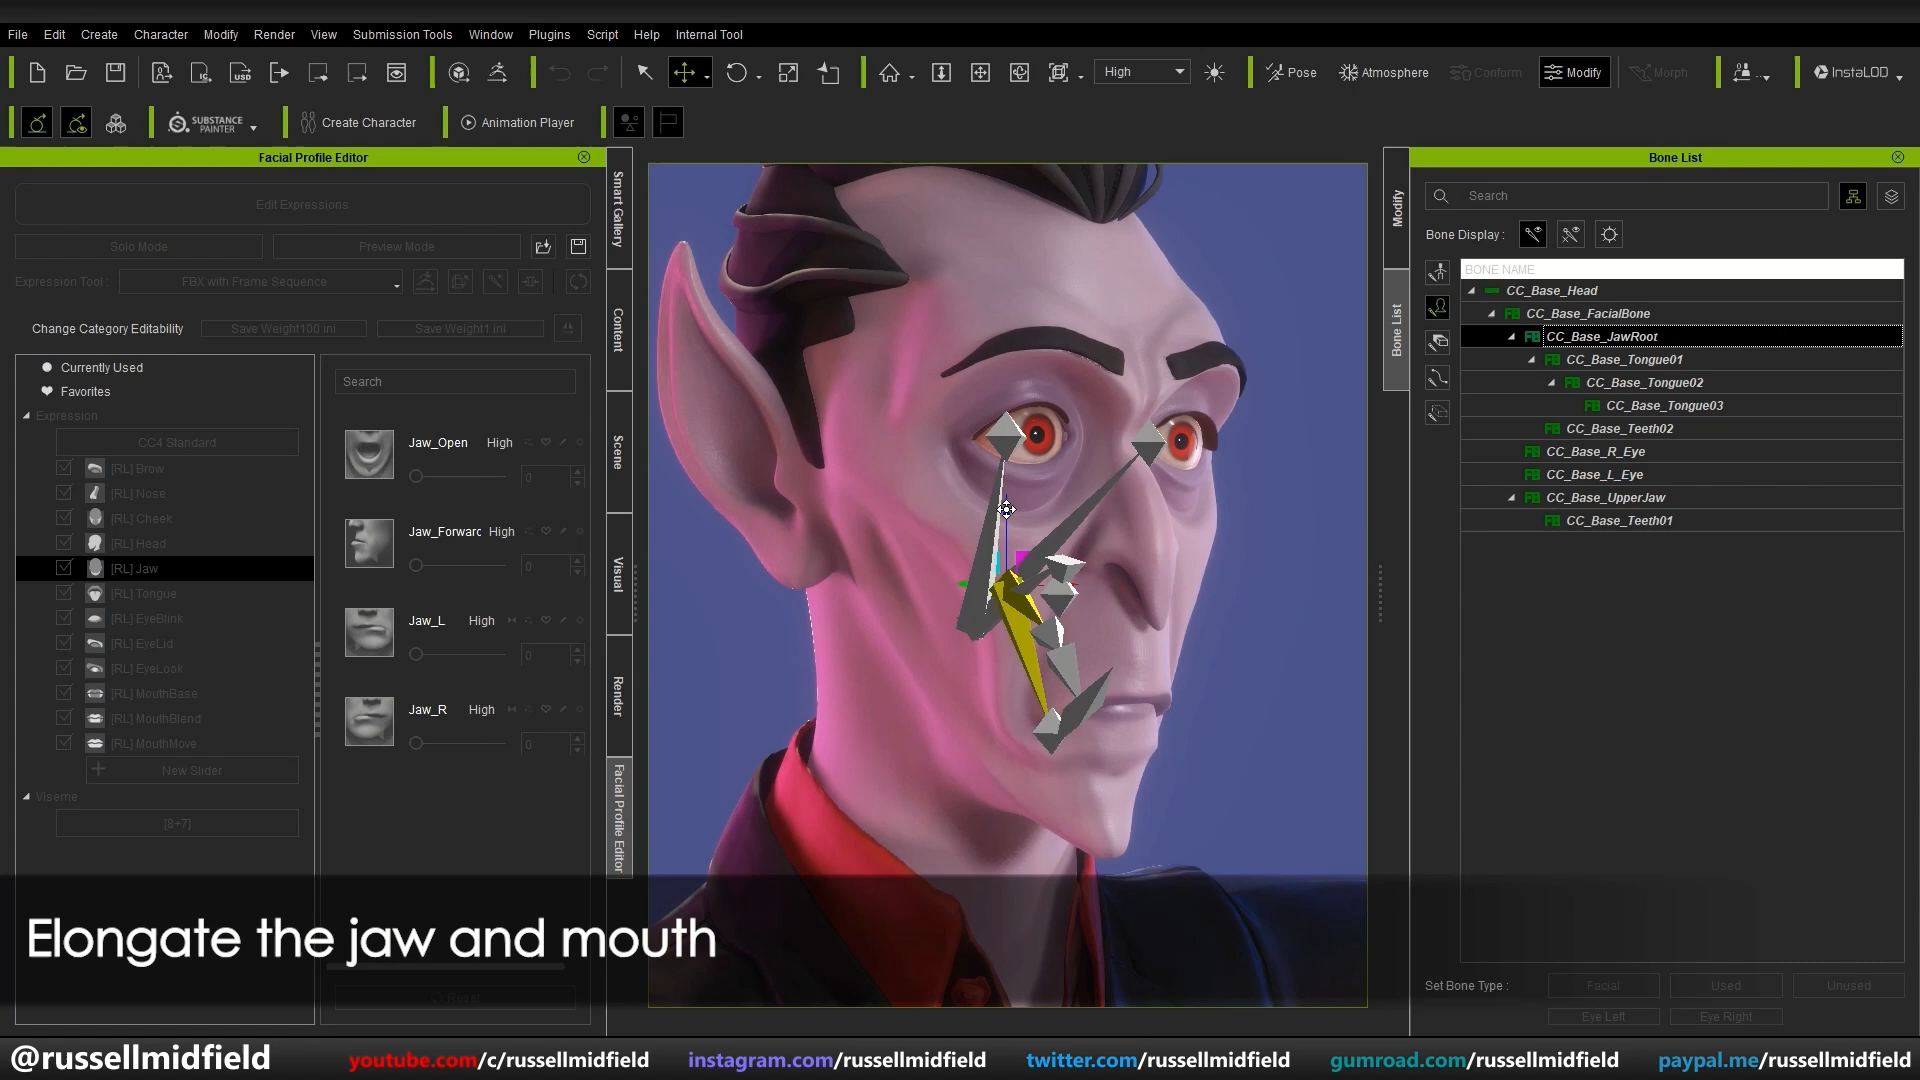 File Edit Create Character Modify Render View Submission Tools Window Plugins Script Help Internal Tool
High Pose Atmosphere Conform Modify Morph InstaLOD
SUBSTANCE PAINTER Create Character Animation Player
Facial Profile Editor
Edit Expressions
Solo Mode Preview Mode
Expression Tool : FBX with Frame Sequence
Change Category Editability Save Weight100 ini Save Weight1 ini
Currently Used
Favorites
Expression
CC4 Standard
[RL] Brow
[RL] Nose
[RL] Cheek
[RL] Head
[RL] Jaw
[RL] Tongue
[RL] EyeBlink
[RL] EyeLid
[RL] EyeLook
[RL] MouthBase
[RL] MouthBlend
[RL] MouthMove
New Slider
Viseme
[8+7]
Search
Jaw_Open High
0
Jaw_Forwarc High
0
Jaw_L High
0
Jaw_R High
0
Reset
Smart Gallery
Content
Scene
Visual
Render
Facial Profile Editor
Modify
Bone List
Bone List
Search
Bone Display :
BONE NAME
CC_Base_Head
CC_Base_FacialBone
CC_Base_JawRoot
CC_Base_Tongue01
CC_Base_Tongue02
CC_Base_Tongue03
CC_Base_Teeth02
CC_Base_R_Eye
CC_Base_L_Eye
CC_Base_UpperJaw
CC_Base_Teeth01
Set Bone Type : Facial Used Unused
Eye Left Eye Right
Elongate the jaw and mouth
@russellmidfield youtube.com/c/russellmidfield instagram.com/russellmidfield twitter.com/russellmidfield gumroad.com/russellmidfield paypal.me/russellmidfield